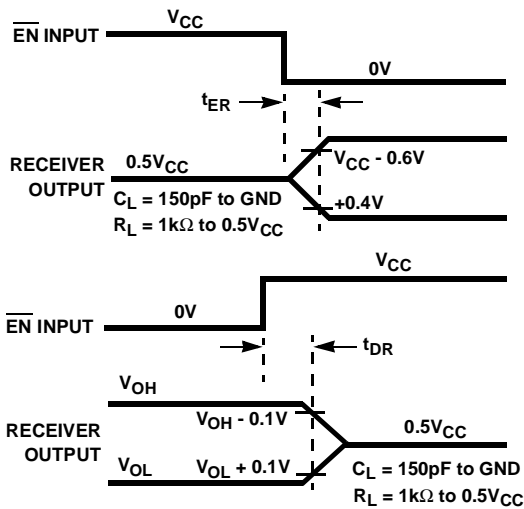 V_CC
EN INPUT
0V
t_ER
RECEIVER
OUTPUT
0.5V_CC
V_CC - 0.6V
+0.4V
C_L = 150pF to GND
R_L = 1kΩ to 0.5V_CC
V_CC
EN INPUT
0V
t_DR
V_OH
V_OH - 0.1V
RECEIVER
OUTPUT
0.5V_CC
V_OL
V_OL + 0.1V
C_L = 150pF to GND
R_L = 1kΩ to 0.5V_CC